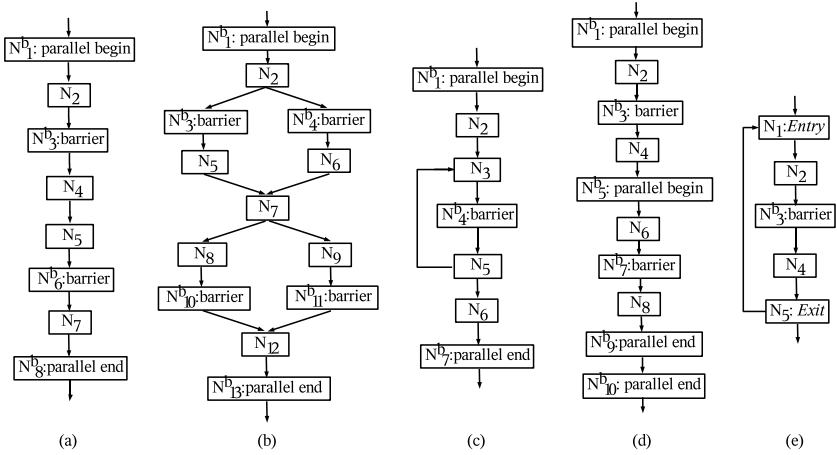 N^b_1: parallel begin
N_2
N^b_3:barrier
N_4
N_5
N^b_6:barrier
N_7
N^b_8:parallel end
(a)
N^b_1: parallel begin
N_2
N^b_3:barrier N^b_4:barrier
N_5 N_6
N_7
N_8 N_9
N^b_10:barrier N^b_11:barrier
N_12
N^b_13:parallel end
(b)
N^b_1: parallel begin
N_2
N_3
N^b_4:barrier
N_5
N_6
N^b_7:parallel end
(c)
N^b_1: parallel begin
N_2
N^b_3: barrier
N_4
N^b_5: parallel begin
N_6
N^b_7:barrier
N_8
N^b_9:parallel end
N^b_10: parallel end
(d)
N_1:Entry
N_2
N^b_3:barrier
N_4
N_5: Exit
(e)